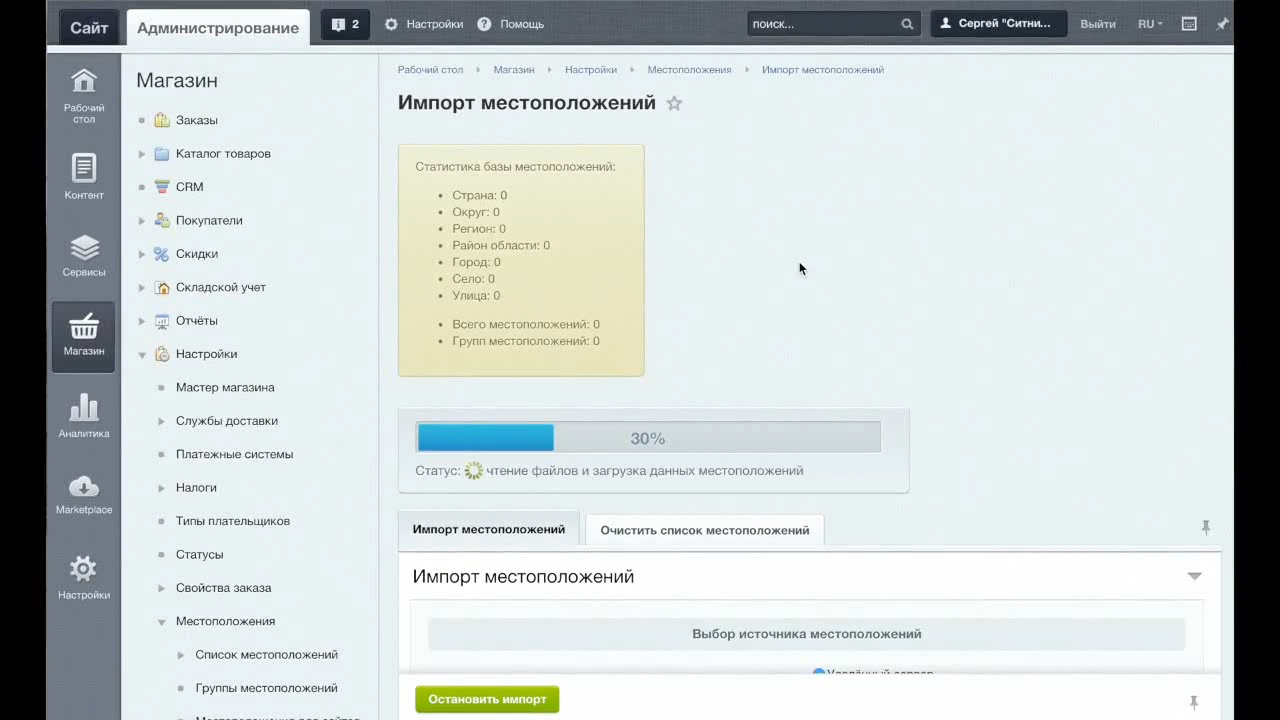 Сайт
Администрирование
2
Настройки
Помощь
поиск...
Сергей "Ситни...
Выйти
RU
Рабочий стол
Контент
Сервисы
Магазин
Аналитика
Marketplace
Настройки
Магазин
Заказы
Каталог товаров
CRM
Покупатели
Скидки
Складской учет
Отчёты
Настройки
Мастер магазина
Службы доставки
Платежные системы
Налоги
Типы плательщиков
Статусы
Свойства заказа
Местоположения
Список местоположений
Группы местоположений
Рабочий стол Магазин Настройки Местоположения Импорт местоположений
Импорт местоположений
Статистика базы местоположений:
Страна: 0
Округ: 0
Регион: 0
Район области: 0
Город: 0
Село: 0
Улица: 0
Всего местоположений: 0
Групп местоположений: 0
30%
Статус: чтение файлов и загрузка данных местоположений
Импорт местоположений
Очистить список местоположений
Импорт местоположений
Выбор источника местоположений
Удалённый сервер
Остановить импорт